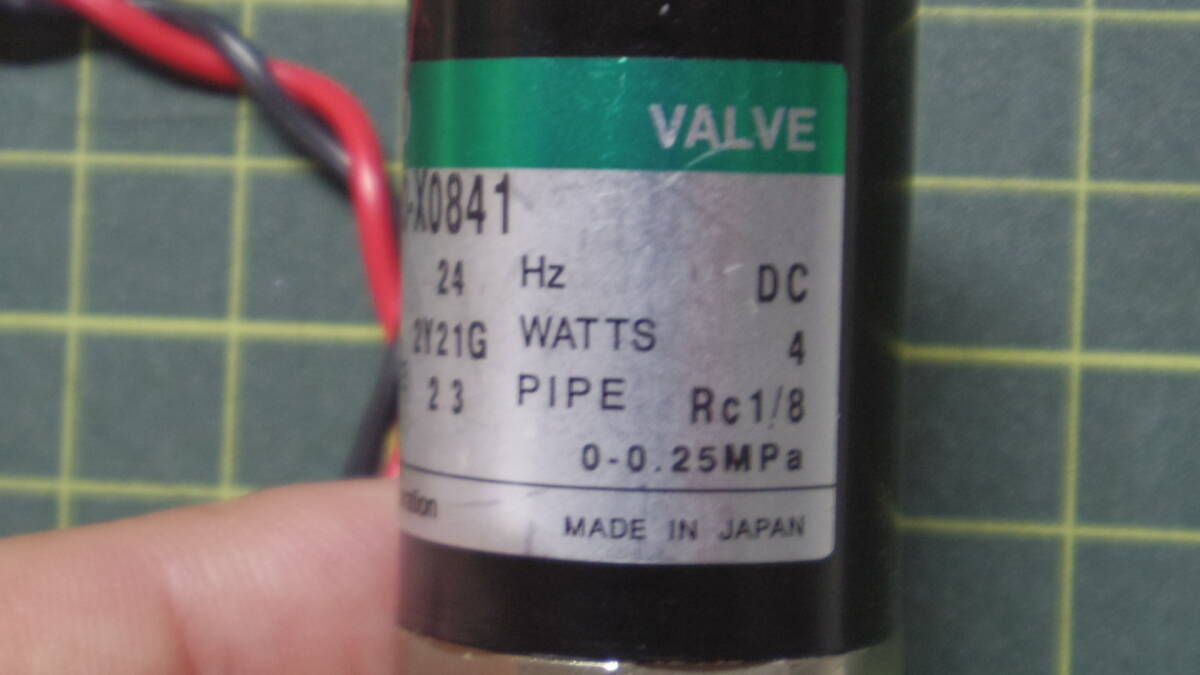 VALVE
-X0841
24 Hz DC
2Y21G WATTS 4
23 PIPE Rc1/8
0-0.25MPa
MADE IN JAPAN